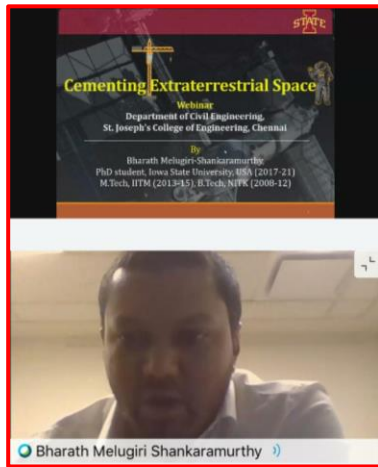 STATE
Cementing Extraterrestrial Space
Webinar
Department of Civil Engineering,
St. Joseph's College of Engineering, Chennai
By
Bharath Melugiri-Shankaramurthy
PhD student, Iowa State University, USA (2017-21)
M.Tech, IITM (2013-15), B.Tech, NITK (2008-12)
Bharath Melugiri Shankaramurthy